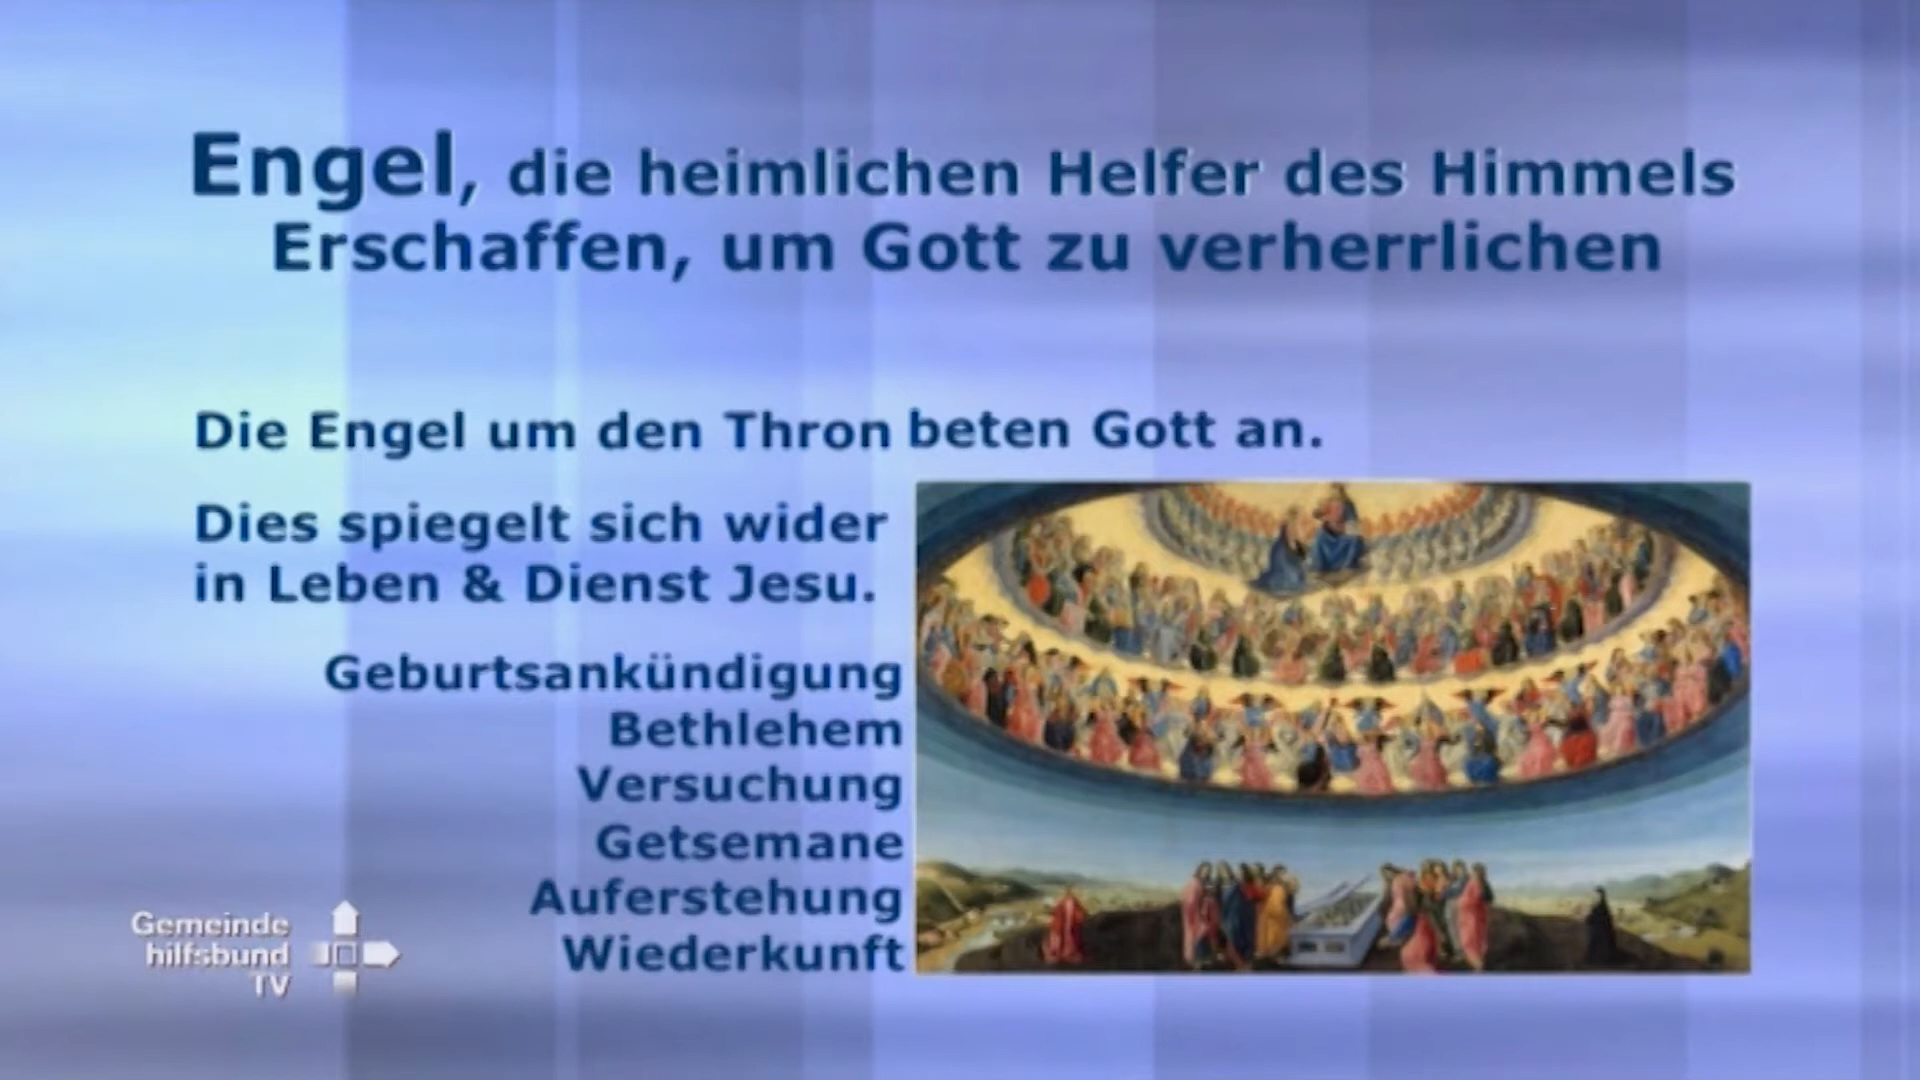 Engel, die heimlichen Helfer des Himmels
Erschaffen, um Gott zu verherrlichen
Die Engel um den Thron beten Gott an.
Dies spiegelt sich wider
in Leben & Dienst Jesu.
Geburtsankündigung
Bethlehem
Versuchung
Getsemane
Auferstehung
Wiederkunft
Gemeinde
hilfsbund
TV